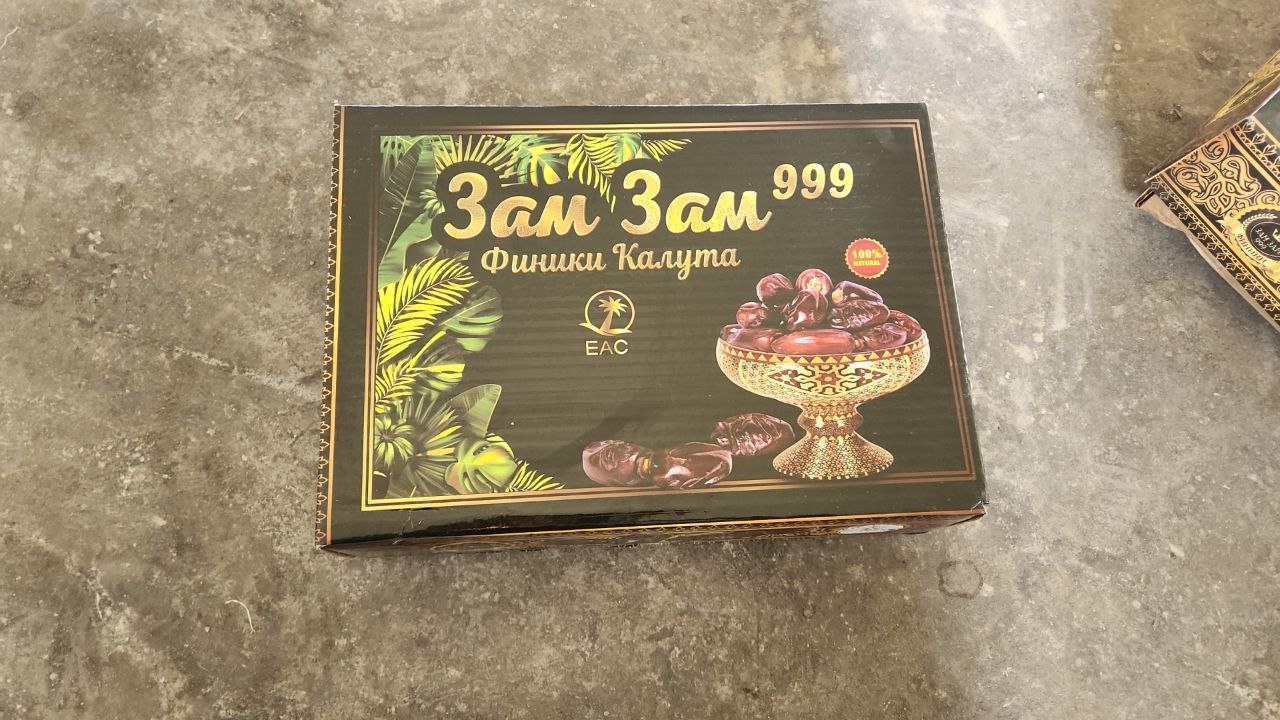 Зам Зам 999
Финики Калута
100%
NATURAL
EAC